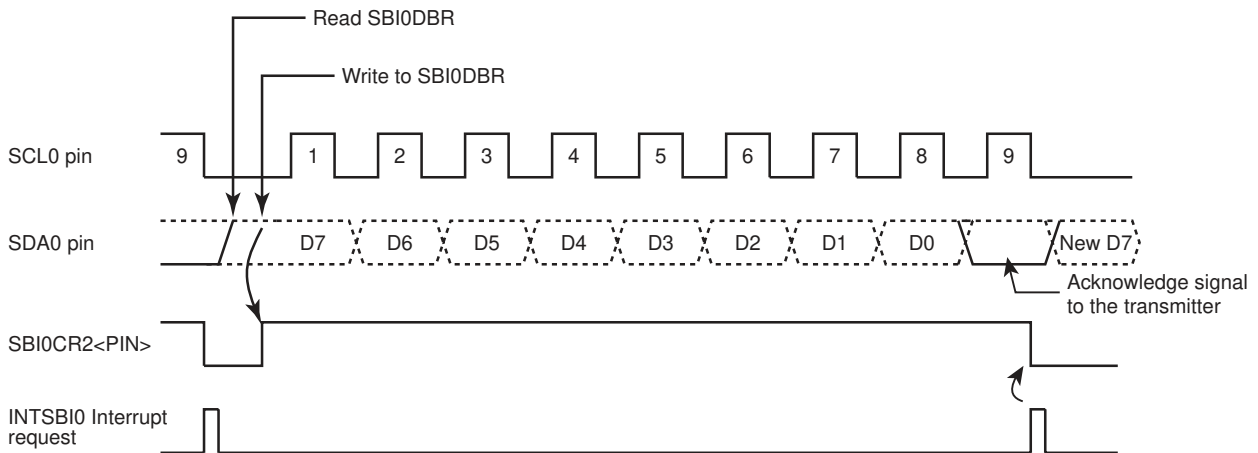 Read SBI0DBR
Write to SBI0DBR
SCL0 pin 9 1 2 3 4 5 6 7 8 9
SDA0 pin D7 D6 D5 D4 D3 D2 D1 D0 New D7
Acknowledge signal
to the transmitter
SBI0CR2<PIN>
INTSBI0 Interrupt
request